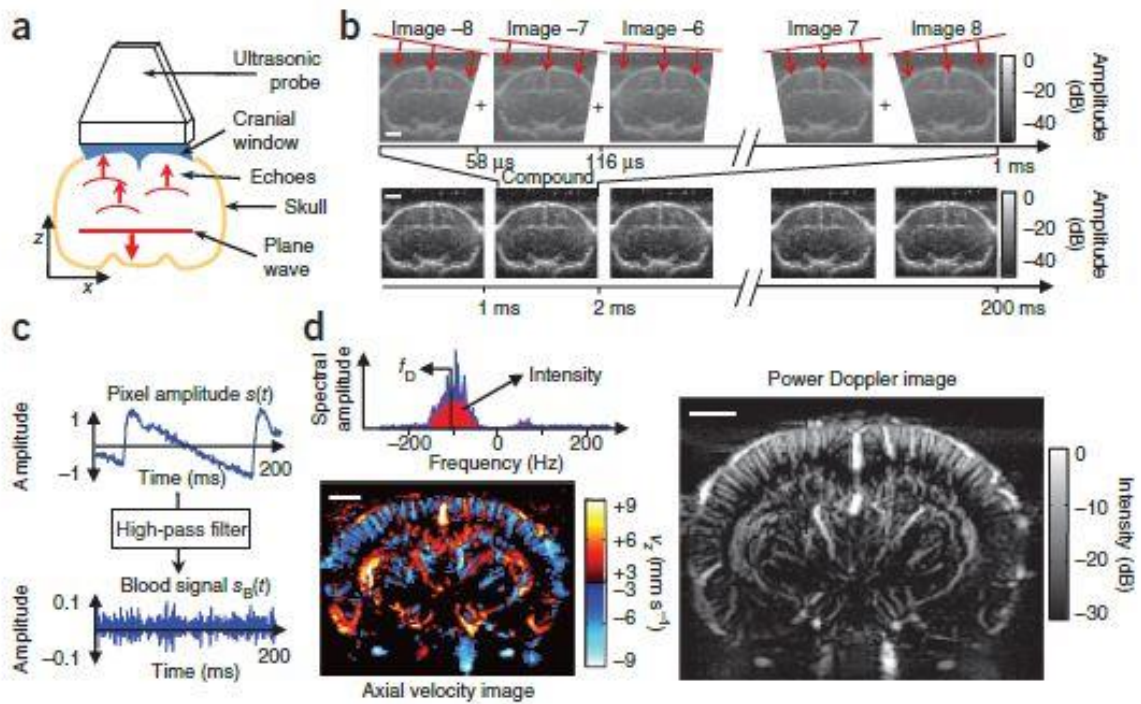 a
Ultrasonic
probe
Cranial
window
Echoes
Skull
Plane
wave
z
x
b
Image –8
Image –7
Image –6
Image 7
Image 8
+
+
+
58 µs
116 µs
1 ms
0
–20
–40
Amplitude
(dB)
Compound
1 ms
2 ms
200 ms
0
–20
–40
Amplitude
(dB)
c
Pixel amplitude s(t)
Amplitude
1
–1
Time (ms)
200
High-pass filter
Blood signal sB(t)
Amplitude
0.1
–0.1
Time (ms)
200
d
Spectral
amplitude
fD
Intensity
–200
0
200
Frequency (Hz)
+9
+6
+3
–3
–6
–9
vz (mm s–1)
Axial velocity image
Power Doppler image
0
–10
–20
–30
Intensity (dB)